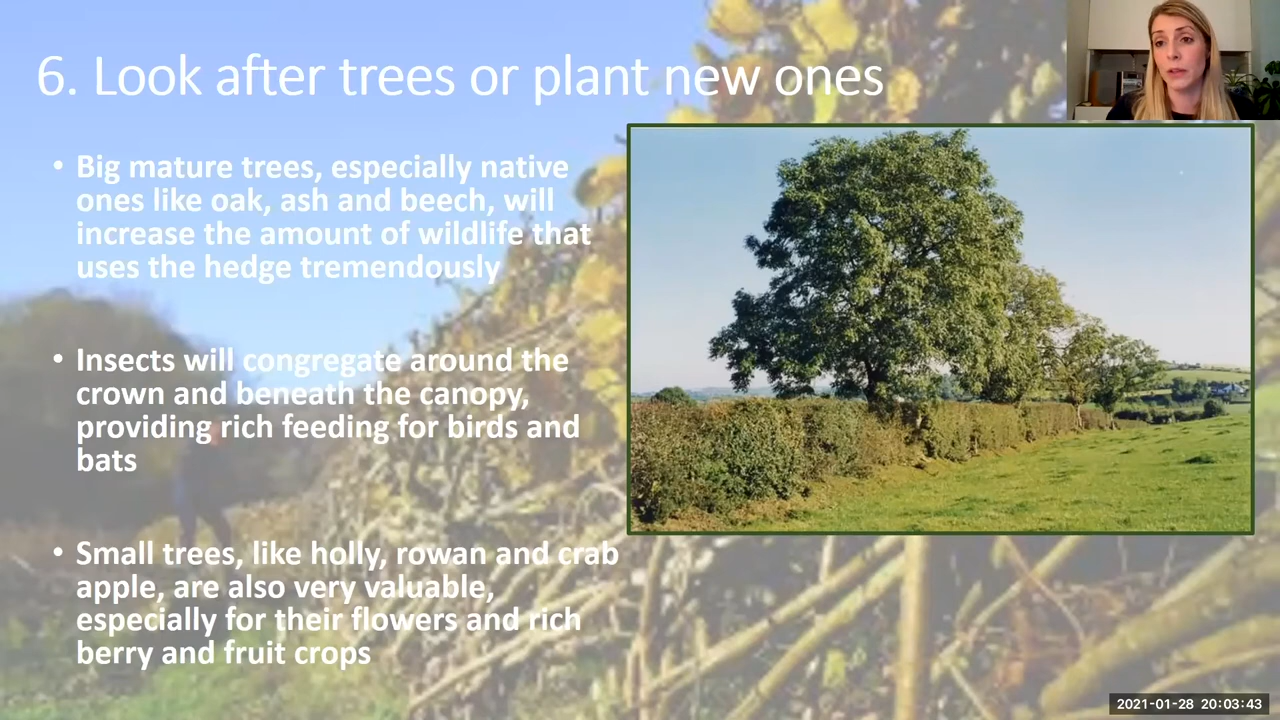 6. Look after trees or plant new ones
• Big mature trees, especially native
ones like oak, ash and beech, will
increase the amount of wildlife that
uses the hedge tremendously
• Insects will congregate around the
crown and beneath the canopy,
providing rich feeding for birds and
bats
• Small trees, like holly, rowan and crab
apple, are also very valuable,
especially for their flowers and rich
berry and fruit crops
2021-01-28 20:03:43